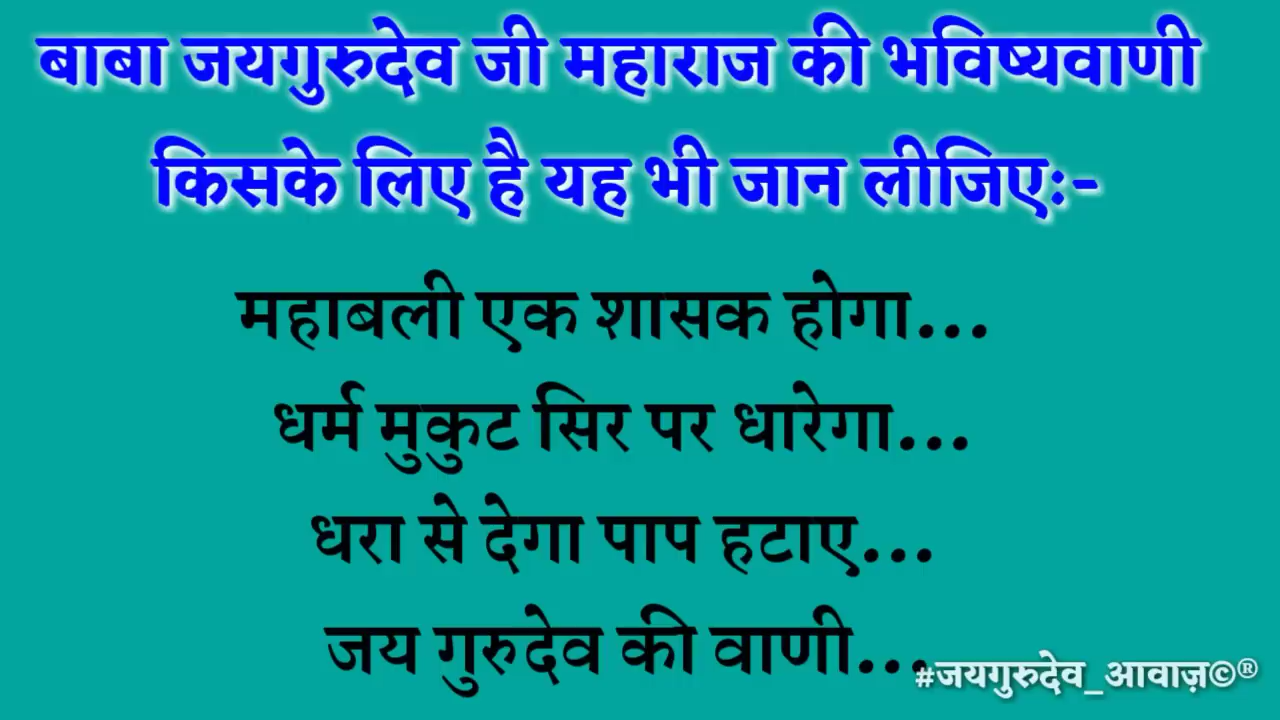 बाबा जयगुरुदेव जी महाराज की भविष्यवाणी
किसके लिए है यह भी जान लीजिए:-
महाबली एक शासक होगा...
धर्म मुकुट सिर पर धारेगा...
धरा से देगा पाप हटाए...
जय गुरुदेव की वाणी...
#जयगुरुदेव_आवाज़©®